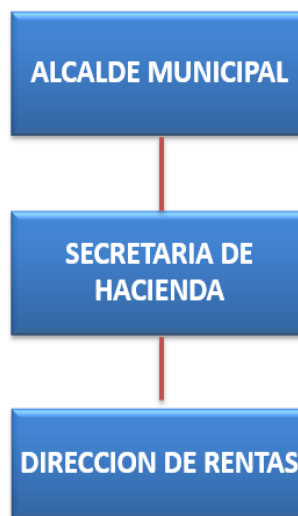 ALCALDE MUNICIPAL
SECRETARIA DE
HACIENDA
DIRECCION DE RENTAS